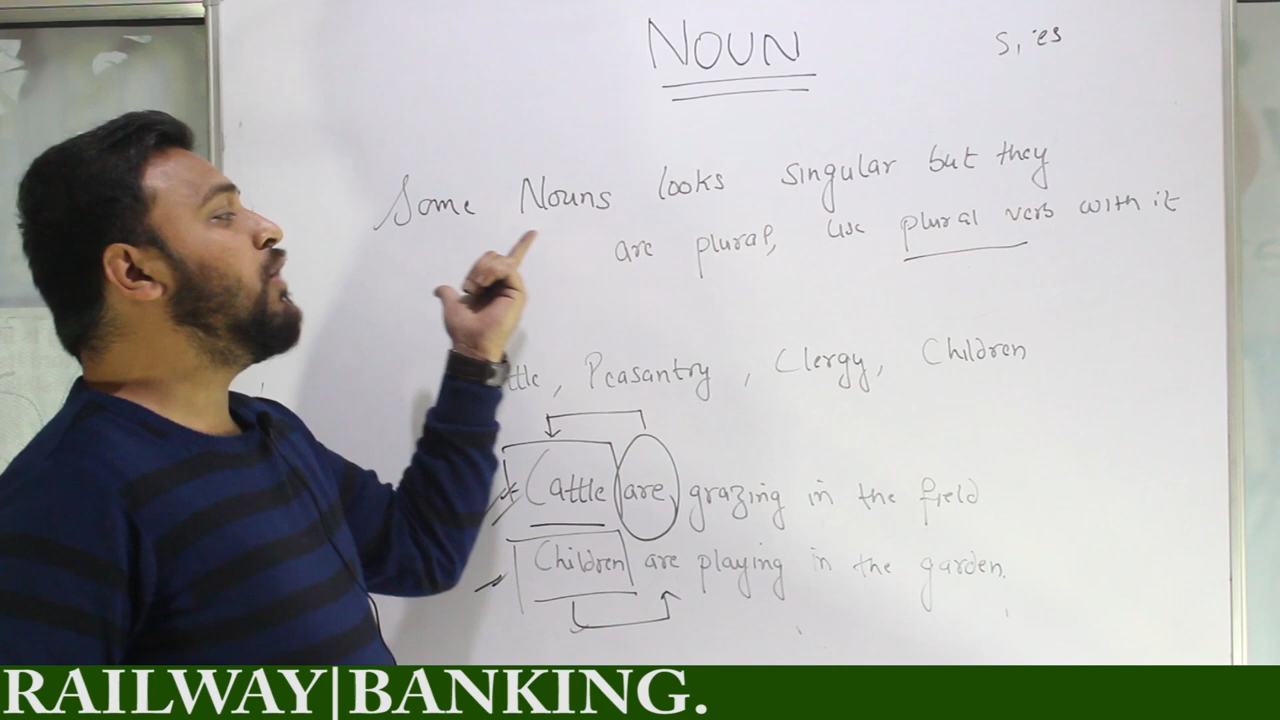 NOUN
s, es
Some Nouns looks singular but they
are plural, use plural verb with it
ttle, Peasantry, Clergy, Children
Cattle are grazing in the field
Children are playing in the garden.
RAILWAY|BANKING.